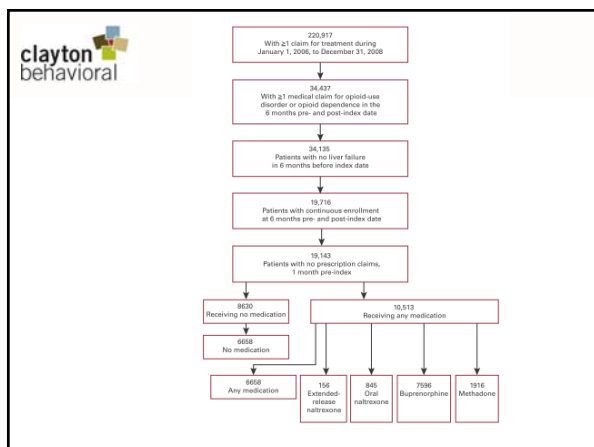 clayton
behavioral
220,917
With ≥1 claim for treatment during
January 1, 2006, to December 31, 2008
34,437
With ≥1 medical claim for opioid-use
disorder or opioid dependence in the
6 months pre- and post-index date
34,135
Patients with no liver failure
in 6 months before index date
19,716
Patients with continuous enrollment
at 6 months pre- and post-index date
19,143
Patients with no prescription claims,
1 month pre-index
8630
Receiving no medication
10,513
Receiving any medication
6658
No medication
6658
Any medication
156
Extended-
release
naltrexone
845
Oral
naltrexone
7596
Buprenorphine
1916
Methadone